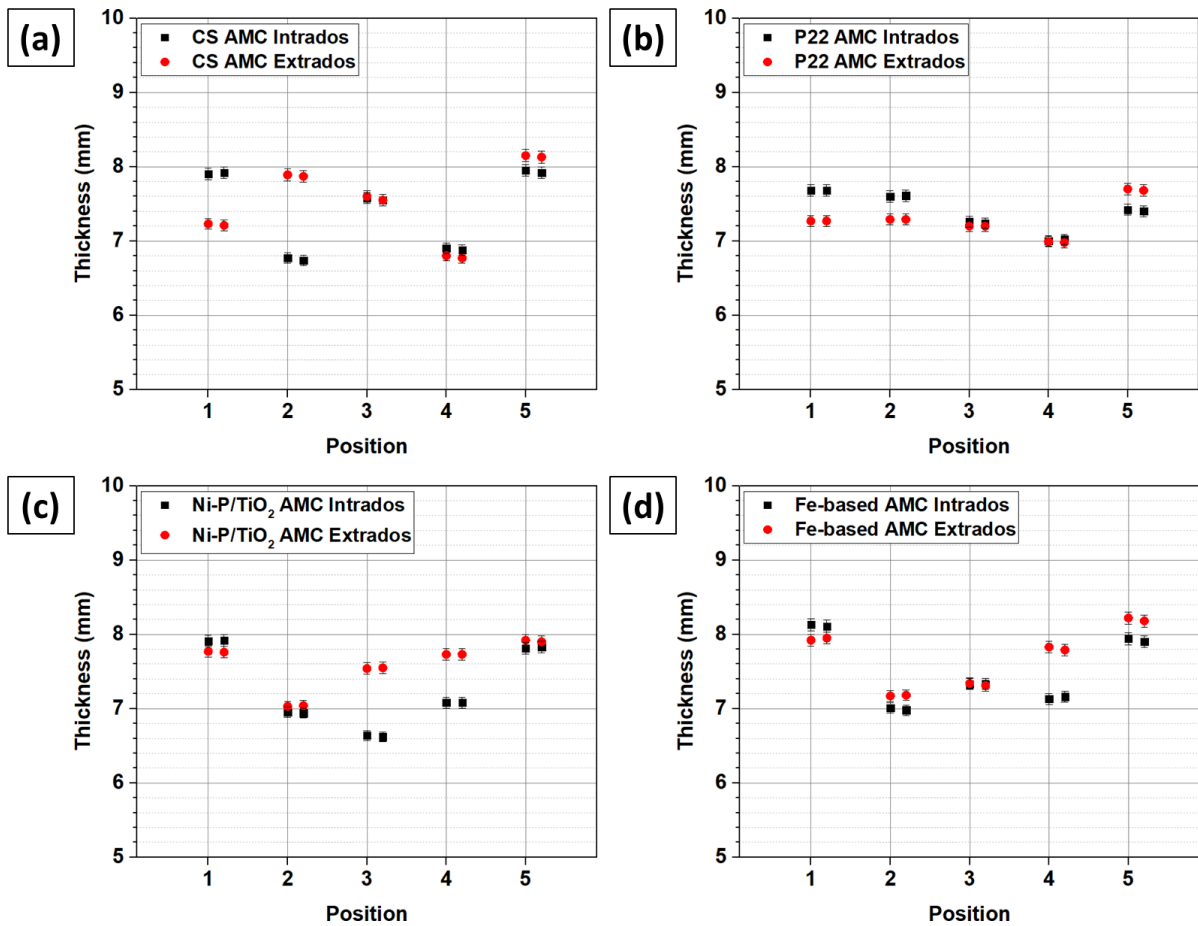 (a)
CS AMC Intrados
CS AMC Extrados
Thickness (mm)
10
9
8
7
6
5
1 2 3 4 5
Position
(b)
P22 AMC Intrados
P22 AMC Extrados
Thickness (mm)
10
9
8
7
6
5
1 2 3 4 5
Position
(c)
Ni-P/TiO₂ AMC Intrados
Ni-P/TiO₂ AMC Extrados
Thickness (mm)
10
9
8
7
6
5
1 2 3 4 5
Position
(d)
Fe-based AMC Intrados
Fe-based AMC Extrados
Thickness (mm)
10
9
8
7
6
5
1 2 3 4 5
Position